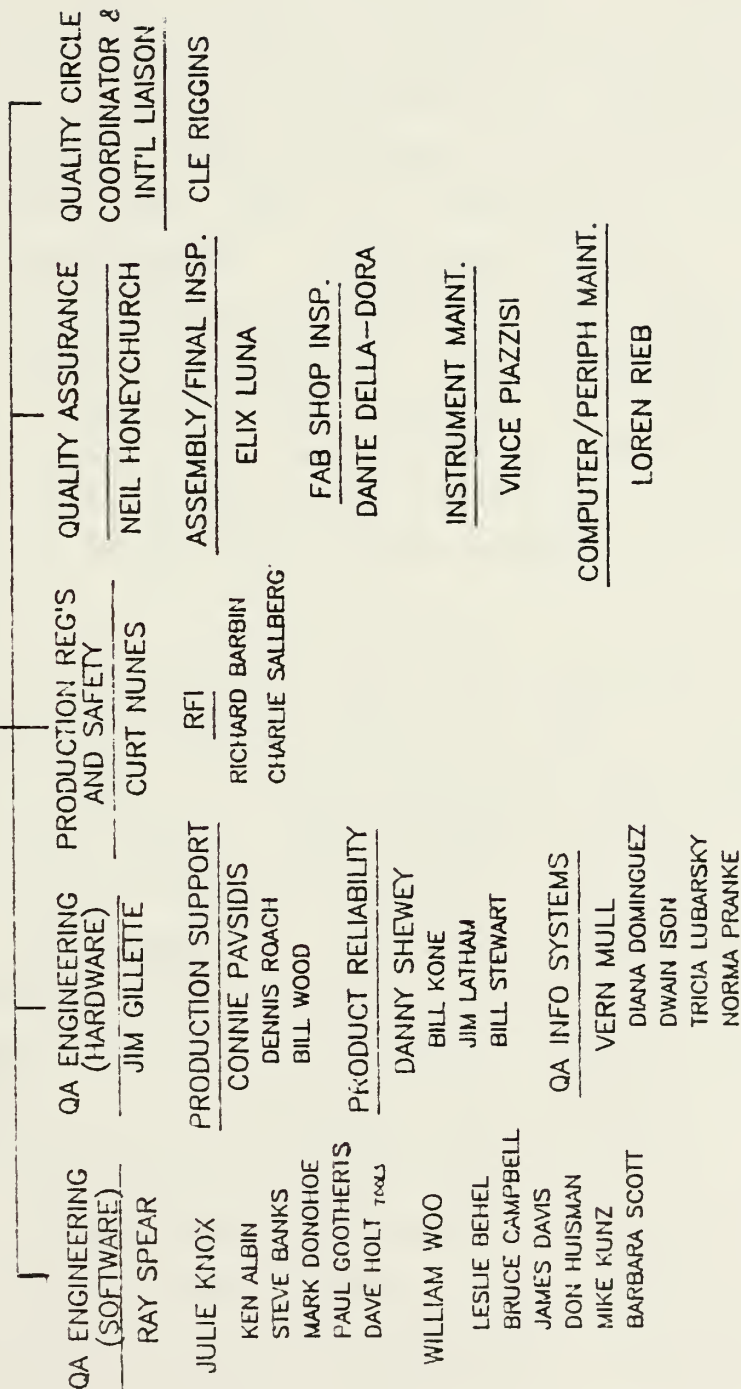 QA ENGINEERING
(SOFTWARE)
RAY SPEAR
JULIE KNOX
KEN ALBIN
STEVE BANKS
MARK DONOHOE
PAUL GOOTHERTS
DAVE HOLT TOOLS
WILLIAM WOO
LESLIE BEHEL
BRUCE CAMPBELL
JAMES DAVIS
DON HUISMAN
MIKE KUNZ
BARBARA SCOTT
QA ENGINEERING
(HARDWARE)
JIM GILLETTE
PRODUCTION SUPPORT
CONNIE PAVSIDIS
DENNIS ROACH
BILL WOOD
PRODUCT RELIABILITY
DANNY SHEWEY
BILL KONE
JIM LATHAM
BILL STEWART
QA INFO SYSTEMS
VERN MULL
DIANA DOMINGUEZ
DWAIN ISON
TRICIA LUBARSKY
NORMA PRANKE
PRODUCTION REG'S
AND SAFETY
CURT NUNES
RFI
RICHARD BARBIN
CHARLIE SALLBERG
QUALITY ASSURANCE
NEIL HONEYCHURCH
ASSEMBLY/FINAL INSP.
ELIX LUNA
FAB SHOP INSP.
DANTE DELLA-DORA
INSTRUMENT MAINT.
VINCE PIAZZISI
COMPUTER/PERIPH MAINT.
LOREN RIEB
QUALITY CIRCLE
COORDINATOR &
INT'L LIAISON
CLE RIGGINS